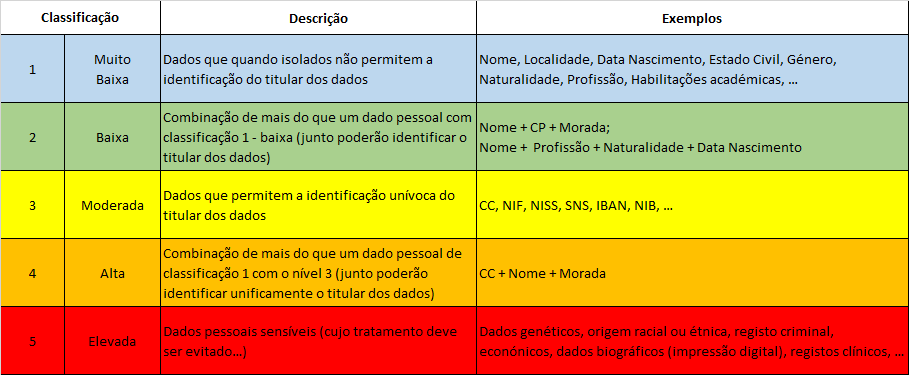 Classificação
Descrição
Exemplos
1
Muito
Baixa
Dados que quando isolados não permitem a
identificação do titular dos dados
Nome, Localidade, Data Nascimento, Estado Civil, Género,
Naturalidade, Profissão, Habilitações académicas, ...
2
Baixa
Combinação de mais do que um dado pessoal com
classificação 1 - baixa (junto poderão identificar o
titular dos dados)
Nome + CP + Morada;
Nome + Profissão + Naturalidade + Data Nascimento
3
Moderada
Dados que permitem a identificação unívoca do
titular dos dados
CC, NIF, NISS, SNS, IBAN, NIB, ...
4
Alta
Combinação de mais do que um dado pessoal de
classificação 1 com o nível 3 (junto poderão
identificar unificamente o titular dos dados)
CC + Nome + Morada
5
Elevada
Dados pessoais sensíveis (cujo tratamento deve
ser evitado...)
Dados genéticos, origem racial ou étnica, registo criminal,
econónicos, dados biográficos (impressão digital), registos clínicos, ...